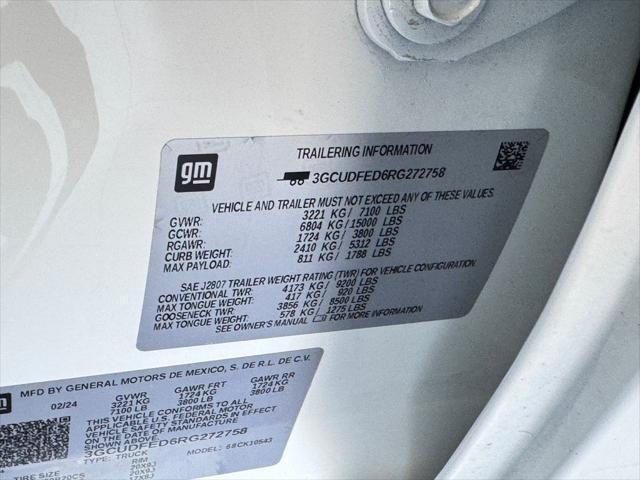 gm
TRAILERING INFORMATION
3GCUDFED6RG272758
VEHICLE AND TRAILER MUST NOT EXCEED ANY OF THESE VALUES
GVWR: 3221 KG / 7100 LBS
GCWR: 6804 KG / 15000 LBS
RGAWR: 1724 KG / 3800 LBS
CURB WEIGHT: 2410 KG / 5312 LBS
MAX PAYLOAD: 811 KG / 1788 LBS
SAE J2807 TRAILER WEIGHT RATING (TWR) FOR VEHICLE CONFIGURATION.
CONVENTIONAL TWR: 4173 KG / 9200 LBS
MAX TONGUE WEIGHT: 417 KG / 920 LBS
GOOSENECK TWR: 3856 KG / 8500 LBS
MAX TONGUE WEIGHT: 578 KG / 1275 LBS
SEE OWNER'S MANUAL FOR MORE INFORMATION
MFD BY GENERAL MOTORS DE MEXICO, S. DE R.L. DE C.V.
02/24 GVWR GAWR FRT GAWR RR
3221 KG 1724 KG 1724 KG
7100 LB 3800 LB 3800 LB
THIS VEHICLE CONFORMS TO ALL APPLICABLE
U.S. FEDERAL MOTOR
VEHICLE SAFETY STANDARDS IN EFFECT
SHOWN ABOVE.
3GCUDFED6RG272758
TYPE: TRUCK MODEL: 68CK10543
TIRE SIZE RIM
20X9J
20X9J
17X8J